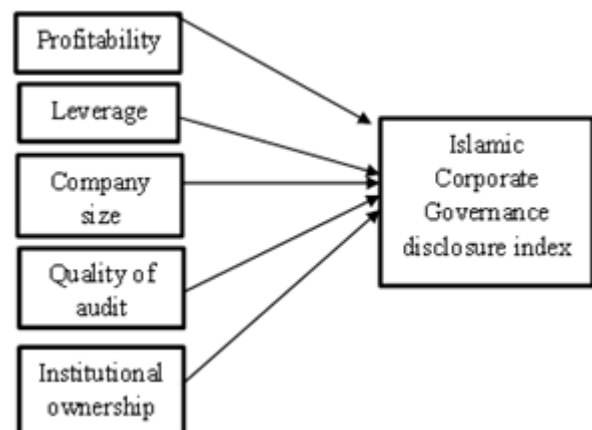 Profitability
Leverage
Company
size
Quality of
audit
Institutional
ownership
Islamic
Corporate
Governance
disclosure index